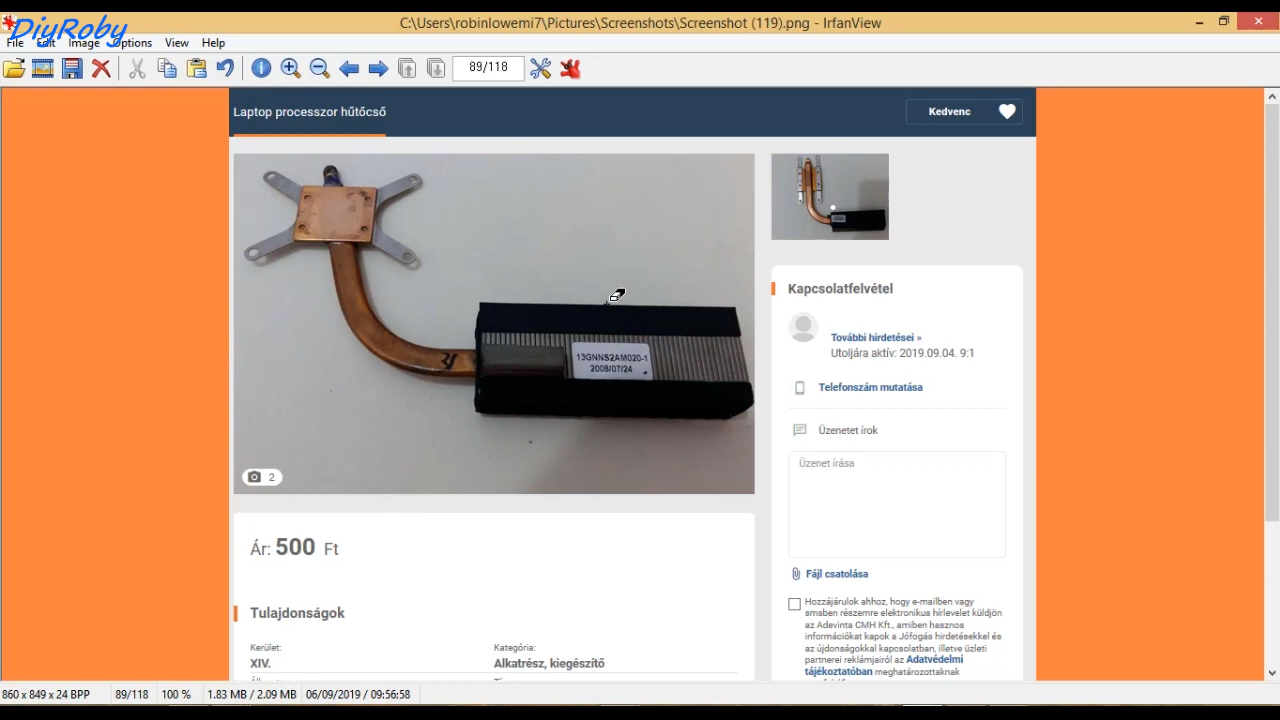 C:\Users\robinlowemi7\Pictures\Screenshots\Screenshot (119).png - IrfanView
DiyRoby
File Edit Image Options View Help
89/118
Laptop processzor hűtőcső
Kedvenc
13GNNS2AM020-1
2008/07/24
2
Kapcsolatfelvétel
További hirdetései »
Utoljára aktív: 2019.09.04. 9:1
Telefonszám mutatása
Üzenetet írok
Üzenet írása
Fájl csatolása
Hozzájárulok ahhoz, hogy e-mailben vagy
smsben részemre elektronikus hírlevelet küldjön
az Adevinta CMH Kft., amiben hasznos
információkat kapok a Jófogás hirdetésekkel és
az újdonságokkal kapcsolatban, illetve üzleti
partnerei reklámjairól az Adatvédelmi
tájékoztatóban meghatározottaknak
Ár: 500 Ft
Tulajdonságok
Kerület:
XIV.
Kategória:
Alkatrész, kiegészítő
860 x 849 x 24 BPP 89/118 100 % 1.83 MB / 2.09 MB 06/09/2019 / 09:56:58